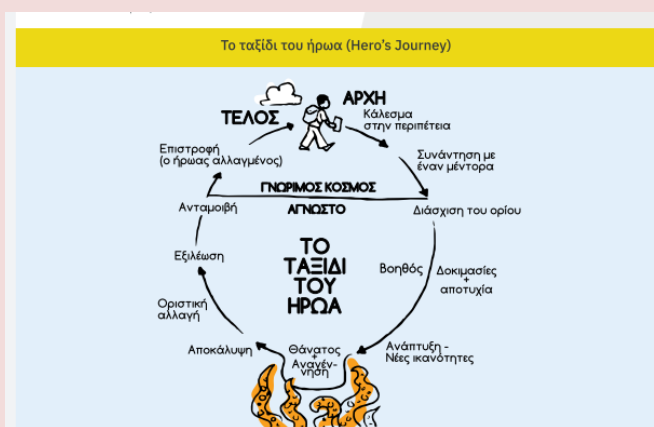 Το ταξίδι του ήρωα (Hero's Journey)
ΑΡΧΗ
ΤΕΛΟΣ
Κάλεσμα
στην περιπέτεια
Συνάντηση με
έναν μέντορα
Επιστροφή
(ο ήρωας αλλαγμένος)
ΓΝΩΡΙΜΟΣ ΚΟΣΜΟΣ
ΑΓΝΩΣΤΟ
Διάσχιση του ορίου
Ανταμοιβή
ΤΟ
ΤΑΞΙΔΙ
ΤΟΥ
ΗΡΩΑ
Βοηθός
Δοκιμασίες
+
αποτυχία
Εξιλέωση
Οριστική
αλλαγή
Ανάπτυξη -
Νέες ικανότητες
Θάνατος
+
Αναγέν-
νηση
Αποκάλυψη